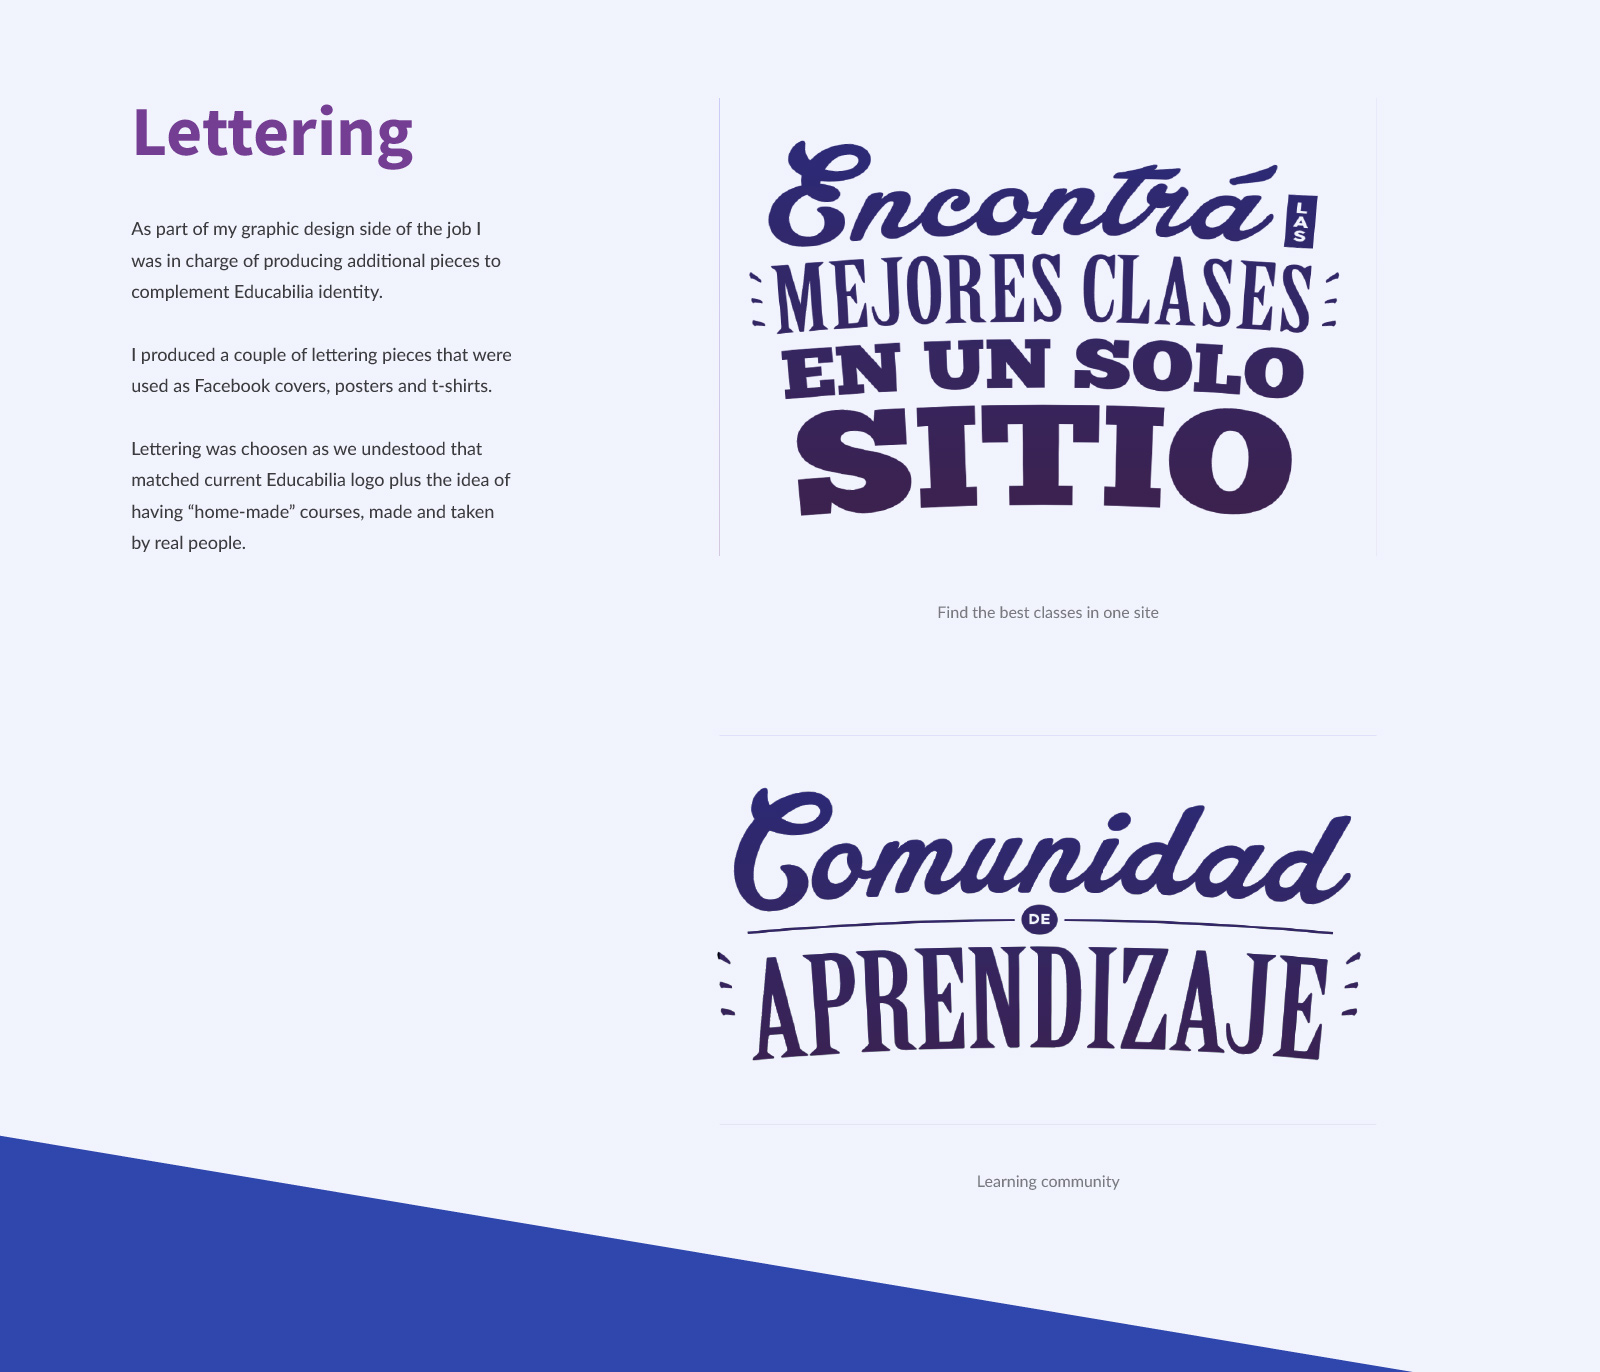 Lettering
As part of my graphic design side of the job I
was in charge of producing additional pieces to
complement Educabilia identity.
I produced a couple of lettering pieces that were
used as Facebook covers, posters and t-shirts.
Lettering was choosen as we undestood that
matched current Educabilia logo plus the idea of
having “home-made” courses, made and taken
by real people.
Encontrá LAS
MEJORES CLASES
EN UN SOLO
SITIO
Find the best classes in one site
Comunidad
DE
APRENDIZAJE
Learning community